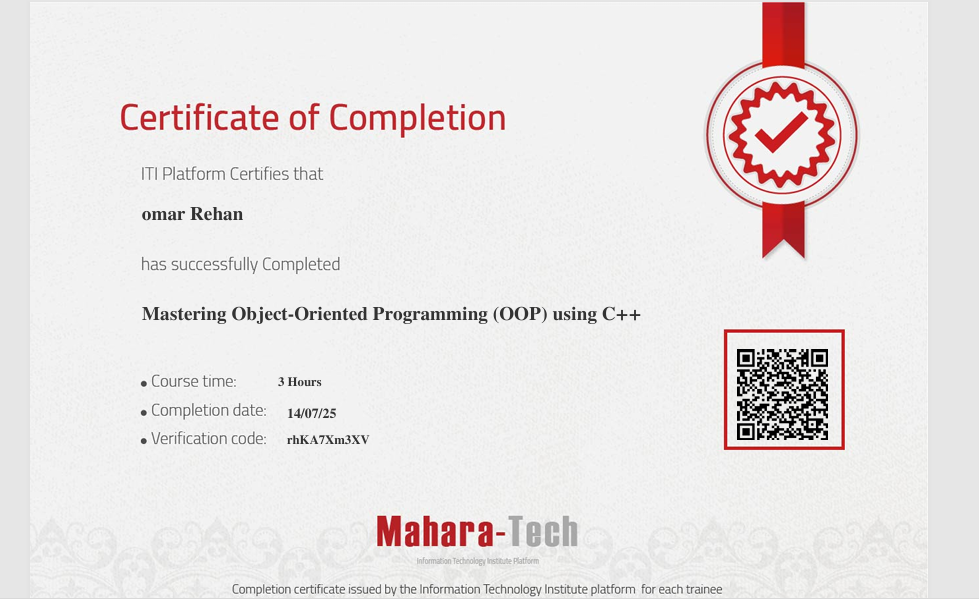 Certificate of Completion
ITI Platform Certifies that
omar Rehan
has successfully Completed
Mastering Object-Oriented Programming (OOP) using C++
• Course time: 3 Hours
• Completion date: 14/07/25
• Verification code: rhKA7Xm3XV
Mahara-Tech
Information Technology Institute Platform
Completion certificate issued by the Information Technology Institute platform for each trainee